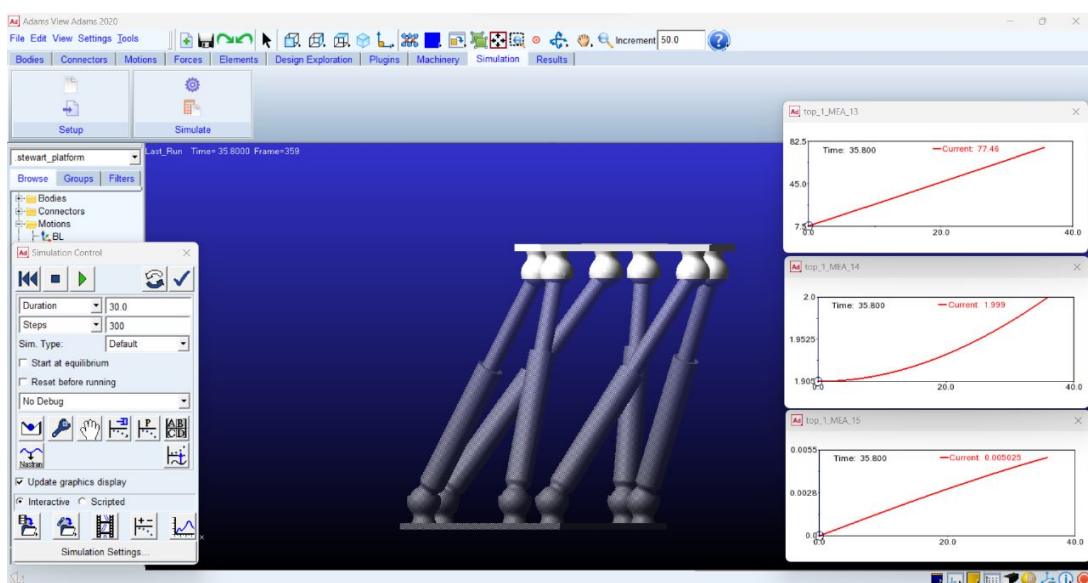 Ad Adams View Adams 2020
File Edit View Settings Tools
Increment 50.0
Bodies Connectors Motions Forces Elements Design Exploration Plugins Machinery Simulation Results
Setup Simulate
.stewart_platform
Last_Run Time= 35.8000 Frame=359
Browse Groups Filters
Bodies
Connectors
Motions
BL
Ad Simulation Control
Duration 30.0
Steps 300
Sim. Type: Default
Start at equilibrium
Reset before running
No Debug
P A B
C D
Nastran
Update graphics display
Interactive Scripted
Simulation Settings...
Ad top_1_MEA_13
82.5
Time: 35.800 Current: 77.46
45.0
7.5
0.0 20.0 40.0
Ad top_1_MEA_14
2.0
Time: 35.800 Current 1.999
1.9525
1.905
0.0 20.0 40.0
Ad top_1_MEA_15
0.0055
Time: 35.800 Current 0.005025
0.0028
0.0
0.0 20.0 40.0